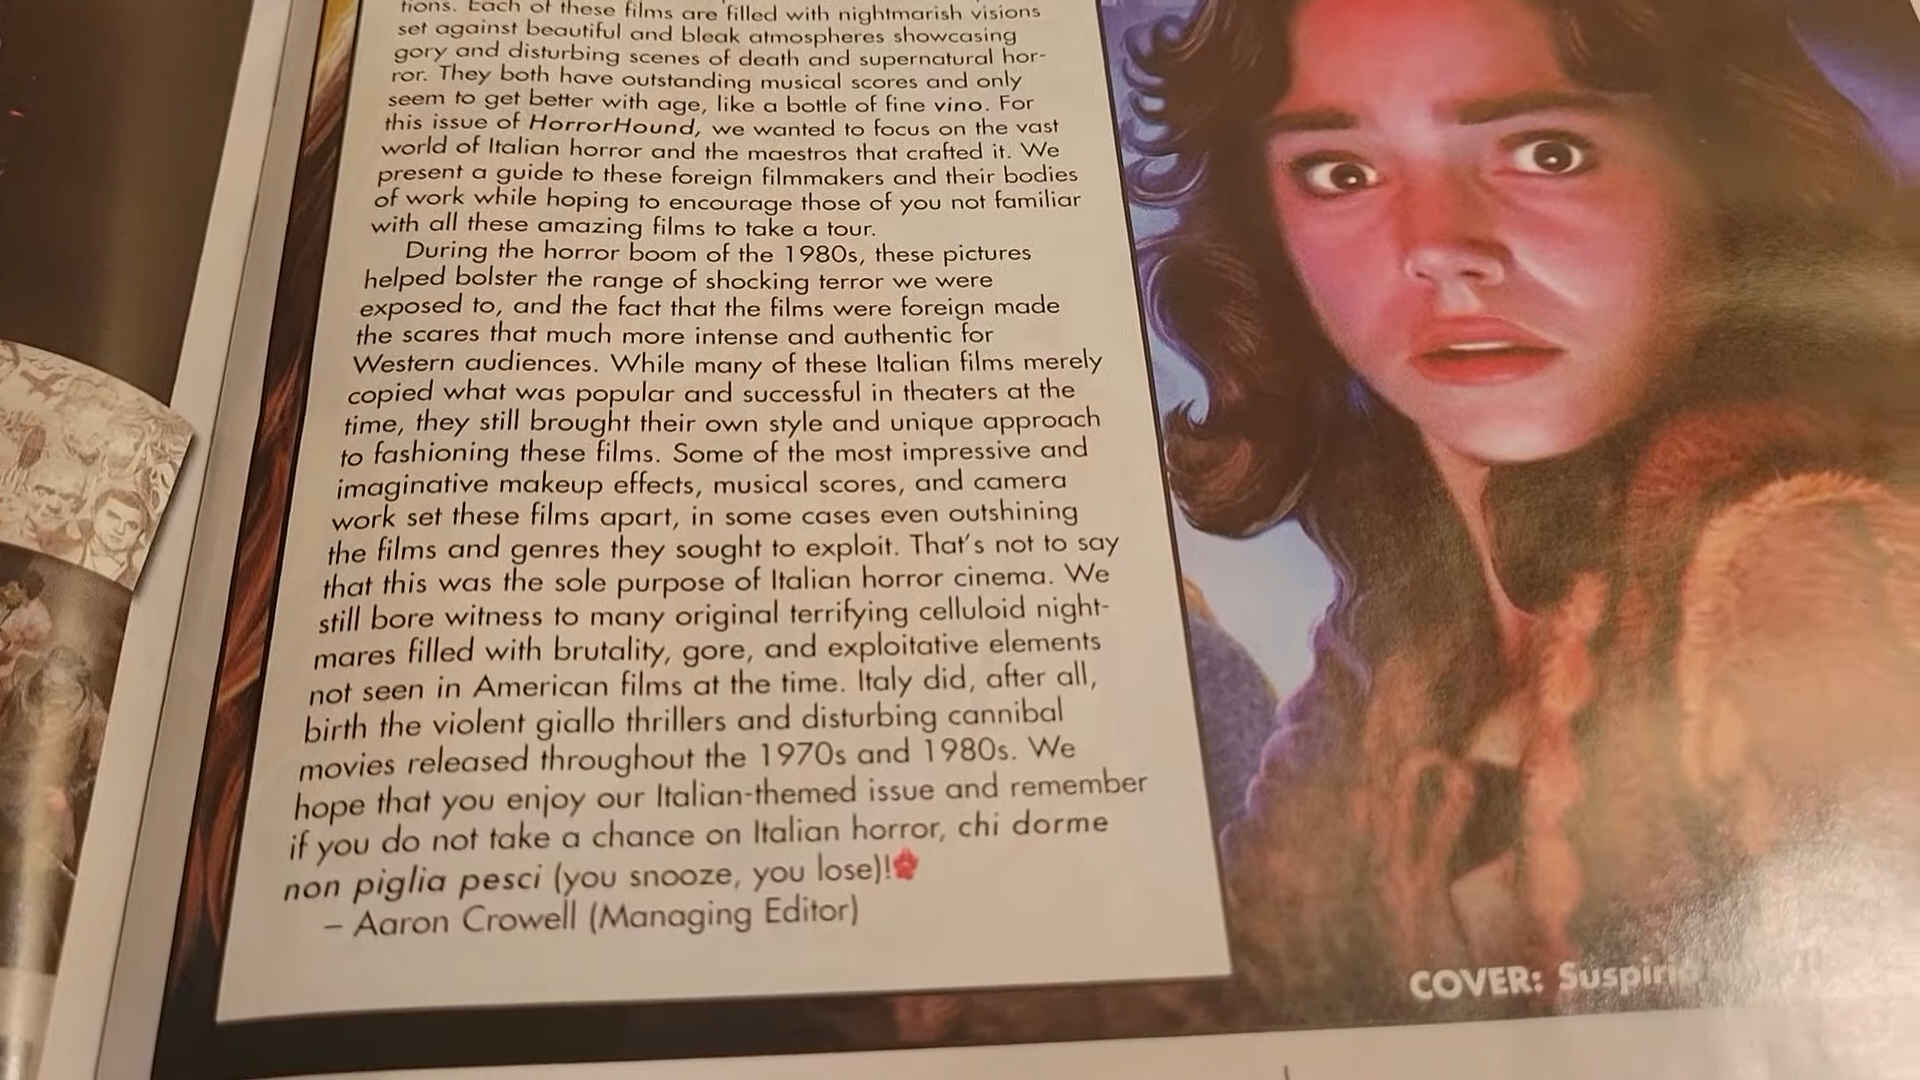 tions. Each of these films are filled with nightmarish visions
set against beautiful and bleak atmospheres showcasing
gory and disturbing scenes of death and supernatural hor-
ror. They both have outstanding musical scores and only
seem to get better with age, like a bottle of fine vino. For
this issue of HorrorHound, we wanted to focus on the vast
world of Italian horror and the maestros that crafted it. We
present a guide to these foreign filmmakers and their bodies
of work while hoping to encourage those of you not familiar
with all these amazing films to take a tour.
During the horror boom of the 1980s, these pictures
helped bolster the range of shocking terror we were
exposed to, and the fact that the films were foreign made
the scares that much more intense and authentic for
Western audiences. While many of these Italian films merely
copied what was popular and successful in theaters at the
time, they still brought their own style and unique approach
to fashioning these films. Some of the most impressive and
imaginative makeup effects, musical scores, and camera
work set these films apart, in some cases even outshining
the films and genres they sought to exploit. That's not to say
that this was the sole purpose of Italian horror cinema. We
still bore witness to many original terrifying celluloid night-
mares filled with brutality, gore, and exploitative elements
not seen in American films at the time. Italy did, after all,
birth the violent giallo thrillers and disturbing cannibal
movies released throughout the 1970s and 1980s. We
hope that you enjoy our Italian-themed issue and remember
if you do not take a chance on Italian horror, chi dorme
non piglia pesci (you snooze, you lose)!
– Aaron Crowell (Managing Editor)
COVER: Suspiria